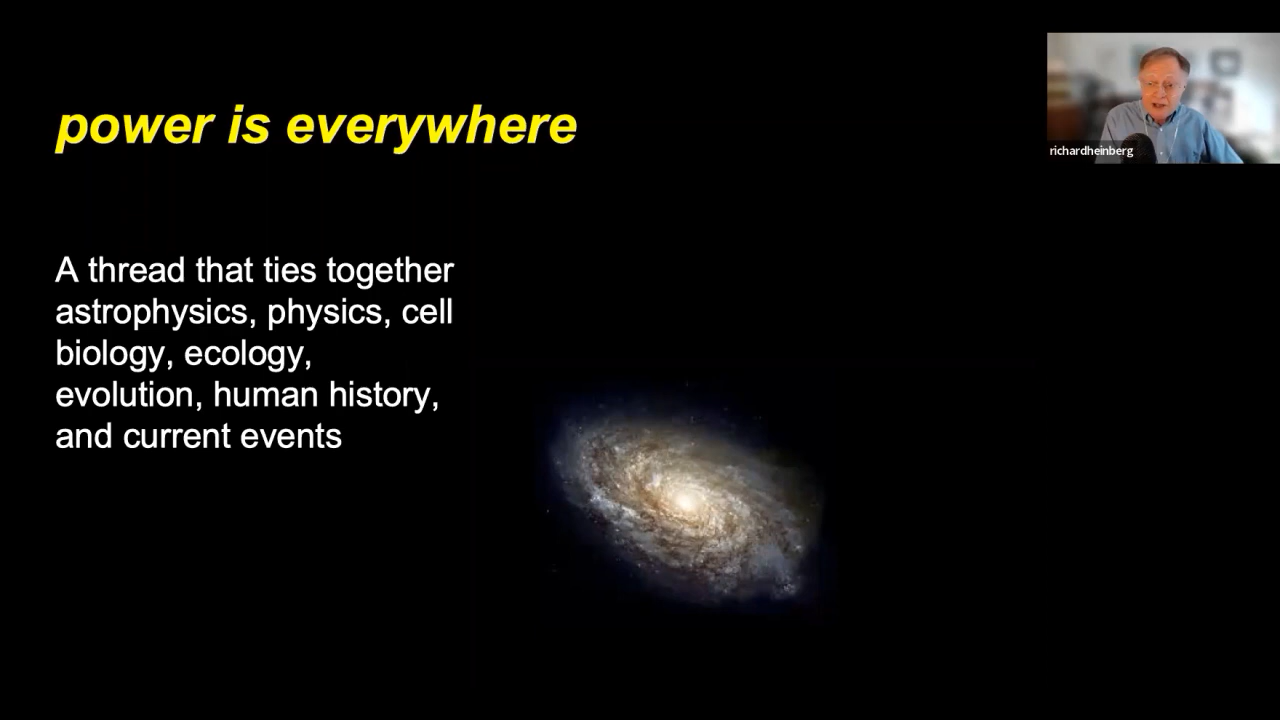 power is everywhere
richardheinberg
A thread that ties together
astrophysics, physics, cell
biology, ecology,
evolution, human history,
and current events